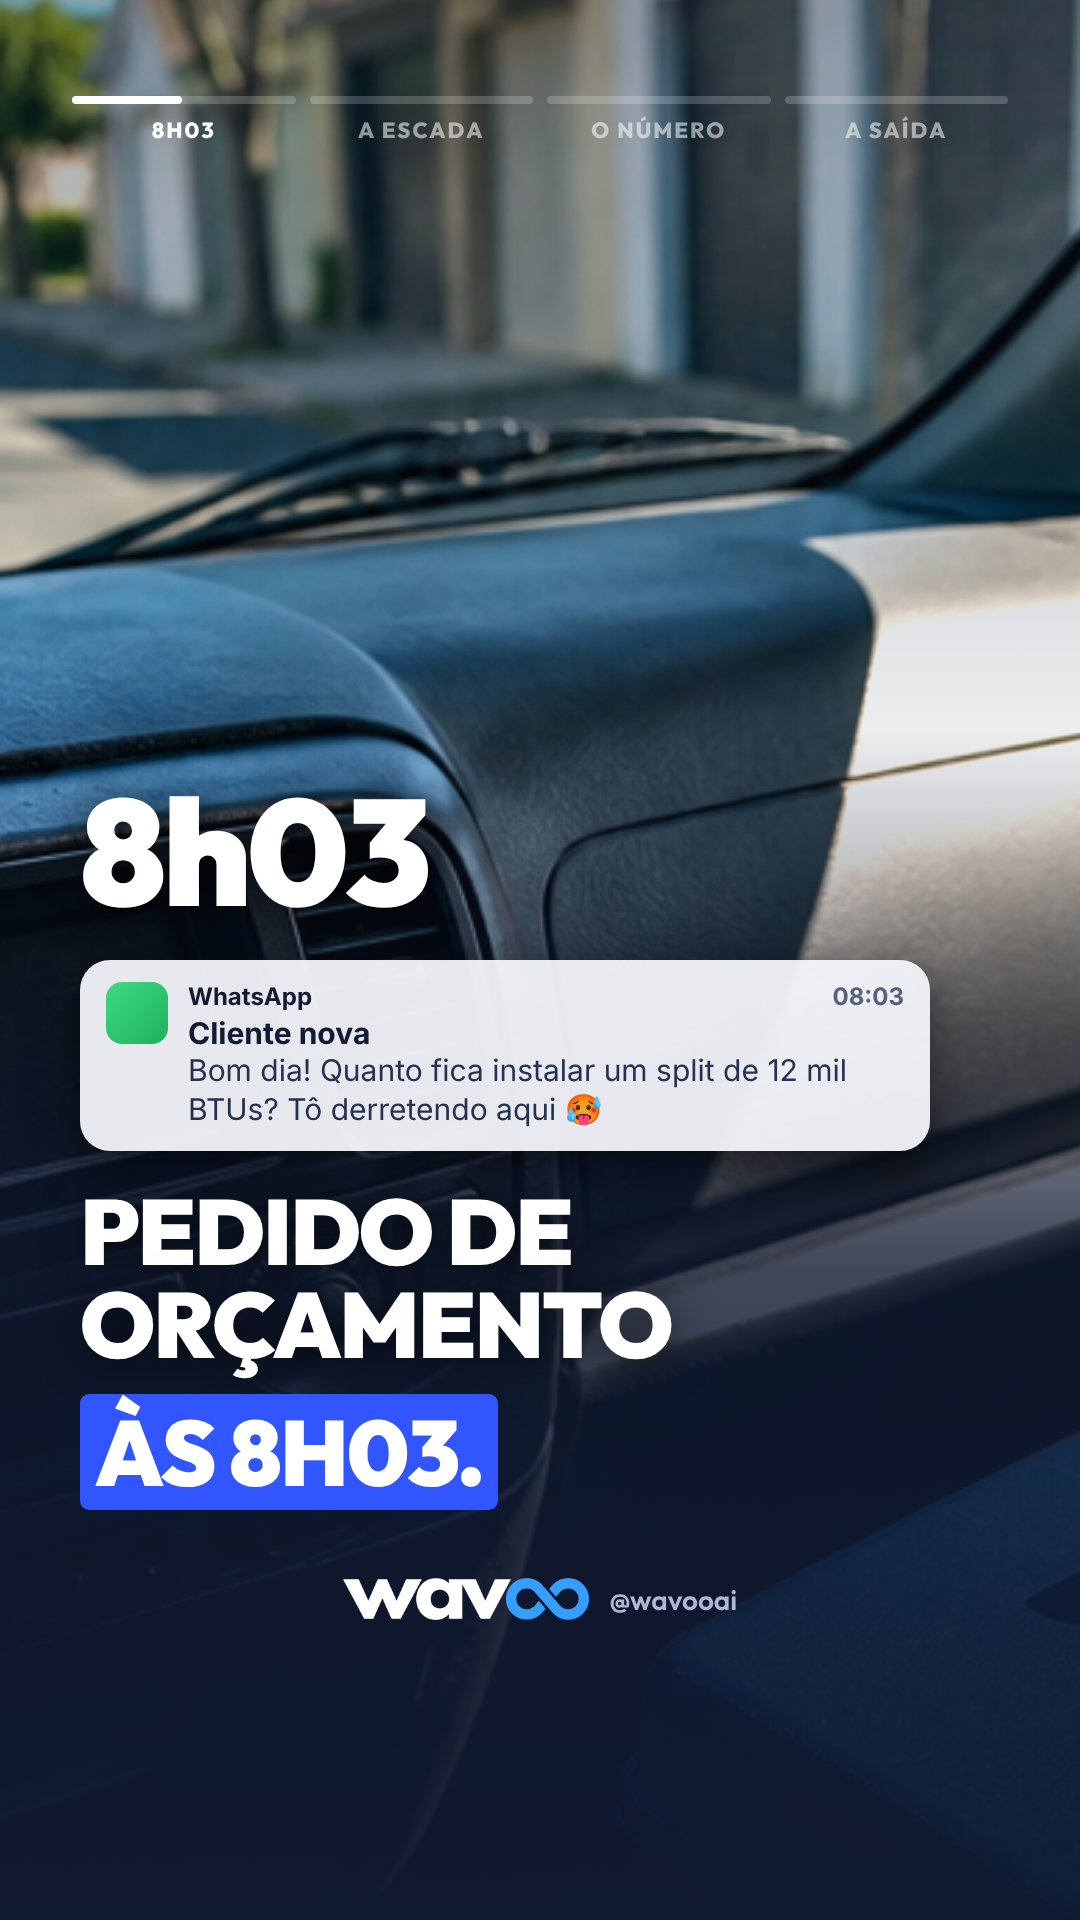 8H03
A ESCADA
O NÚMERO
A SAÍDA
8h03
WhatsApp
08:03
Cliente nova
Bom dia! Quanto fica instalar um split de 12 mil
BTUs? Tô derretendo aqui 🥵
PEDIDO DE
ORÇAMENTO
ÀS 8H03.
wavoo @wavooai